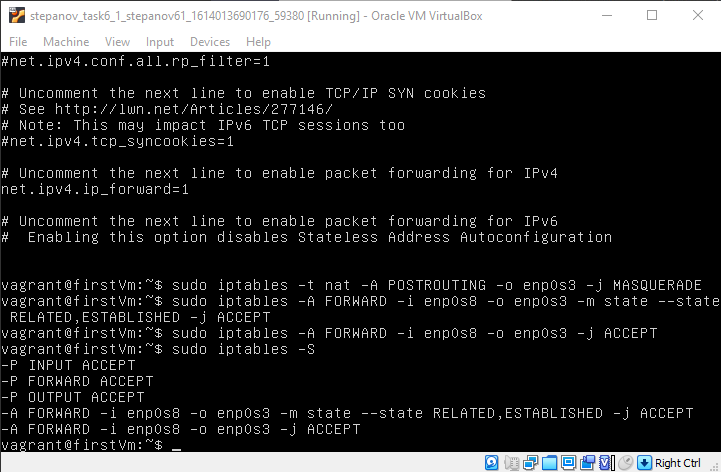 stepanov_task6_1_stepanov61_1614013690176_59380 [Running] - Oracle VM VirtualBox
File Machine View Input Devices Help
#net.ipv4.conf.all.rp_filter=1
# Uncomment the next line to enable TCP/IP SYN cookies
# See http://lwn.net/Articles/277146/
# Note: This may impact IPv6 TCP sessions too
#net.ipv4.tcp_syncookies=1
# Uncomment the next line to enable packet forwarding for IPv4
net.ipv4.ip_forward=1
# Uncomment the next line to enable packet forwarding for IPv6
#  Enabling this option disables Stateless Address Autoconfiguration
vagrant@firstVm:~$ sudo iptables -t nat -A POSTROUTING -o enp0s3 -j MASQUERADE
vagrant@firstVm:~$ sudo iptables -A FORWARD -i enp0s8 -o enp0s3 -m state --state
RELATED,ESTABLISHED -j ACCEPT
vagrant@firstVm:~$ sudo iptables -A FORWARD -i enp0s8 -o enp0s3 -j ACCEPT
vagrant@firstVm:~$ sudo iptables -S
-P INPUT ACCEPT
-P FORWARD ACCEPT
-P OUTPUT ACCEPT
-A FORWARD -i enp0s8 -o enp0s3 -m state --state RELATED,ESTABLISHED -j ACCEPT
-A FORWARD -i enp0s8 -o enp0s3 -j ACCEPT
vagrant@firstVm:~$ _
Right Ctrl